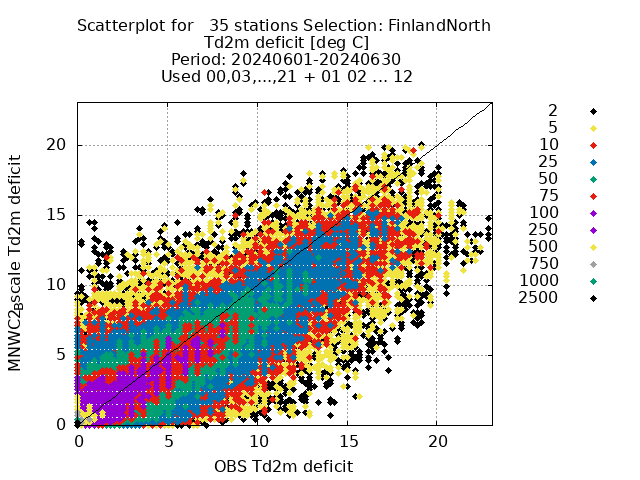 Scatterplot for   35 stations Selection: FinlandNorth
Td2m deficit [deg C]
Period: 20240601-20240630
Used 00,03,...,21 + 01 02 ... 12
MNWC2.pscale Td2m deficit
20
15
10
5
0
0 5 10 15 20
OBS Td2m deficit
2
5
10
25
50
75
100
250
500
750
1000
2500